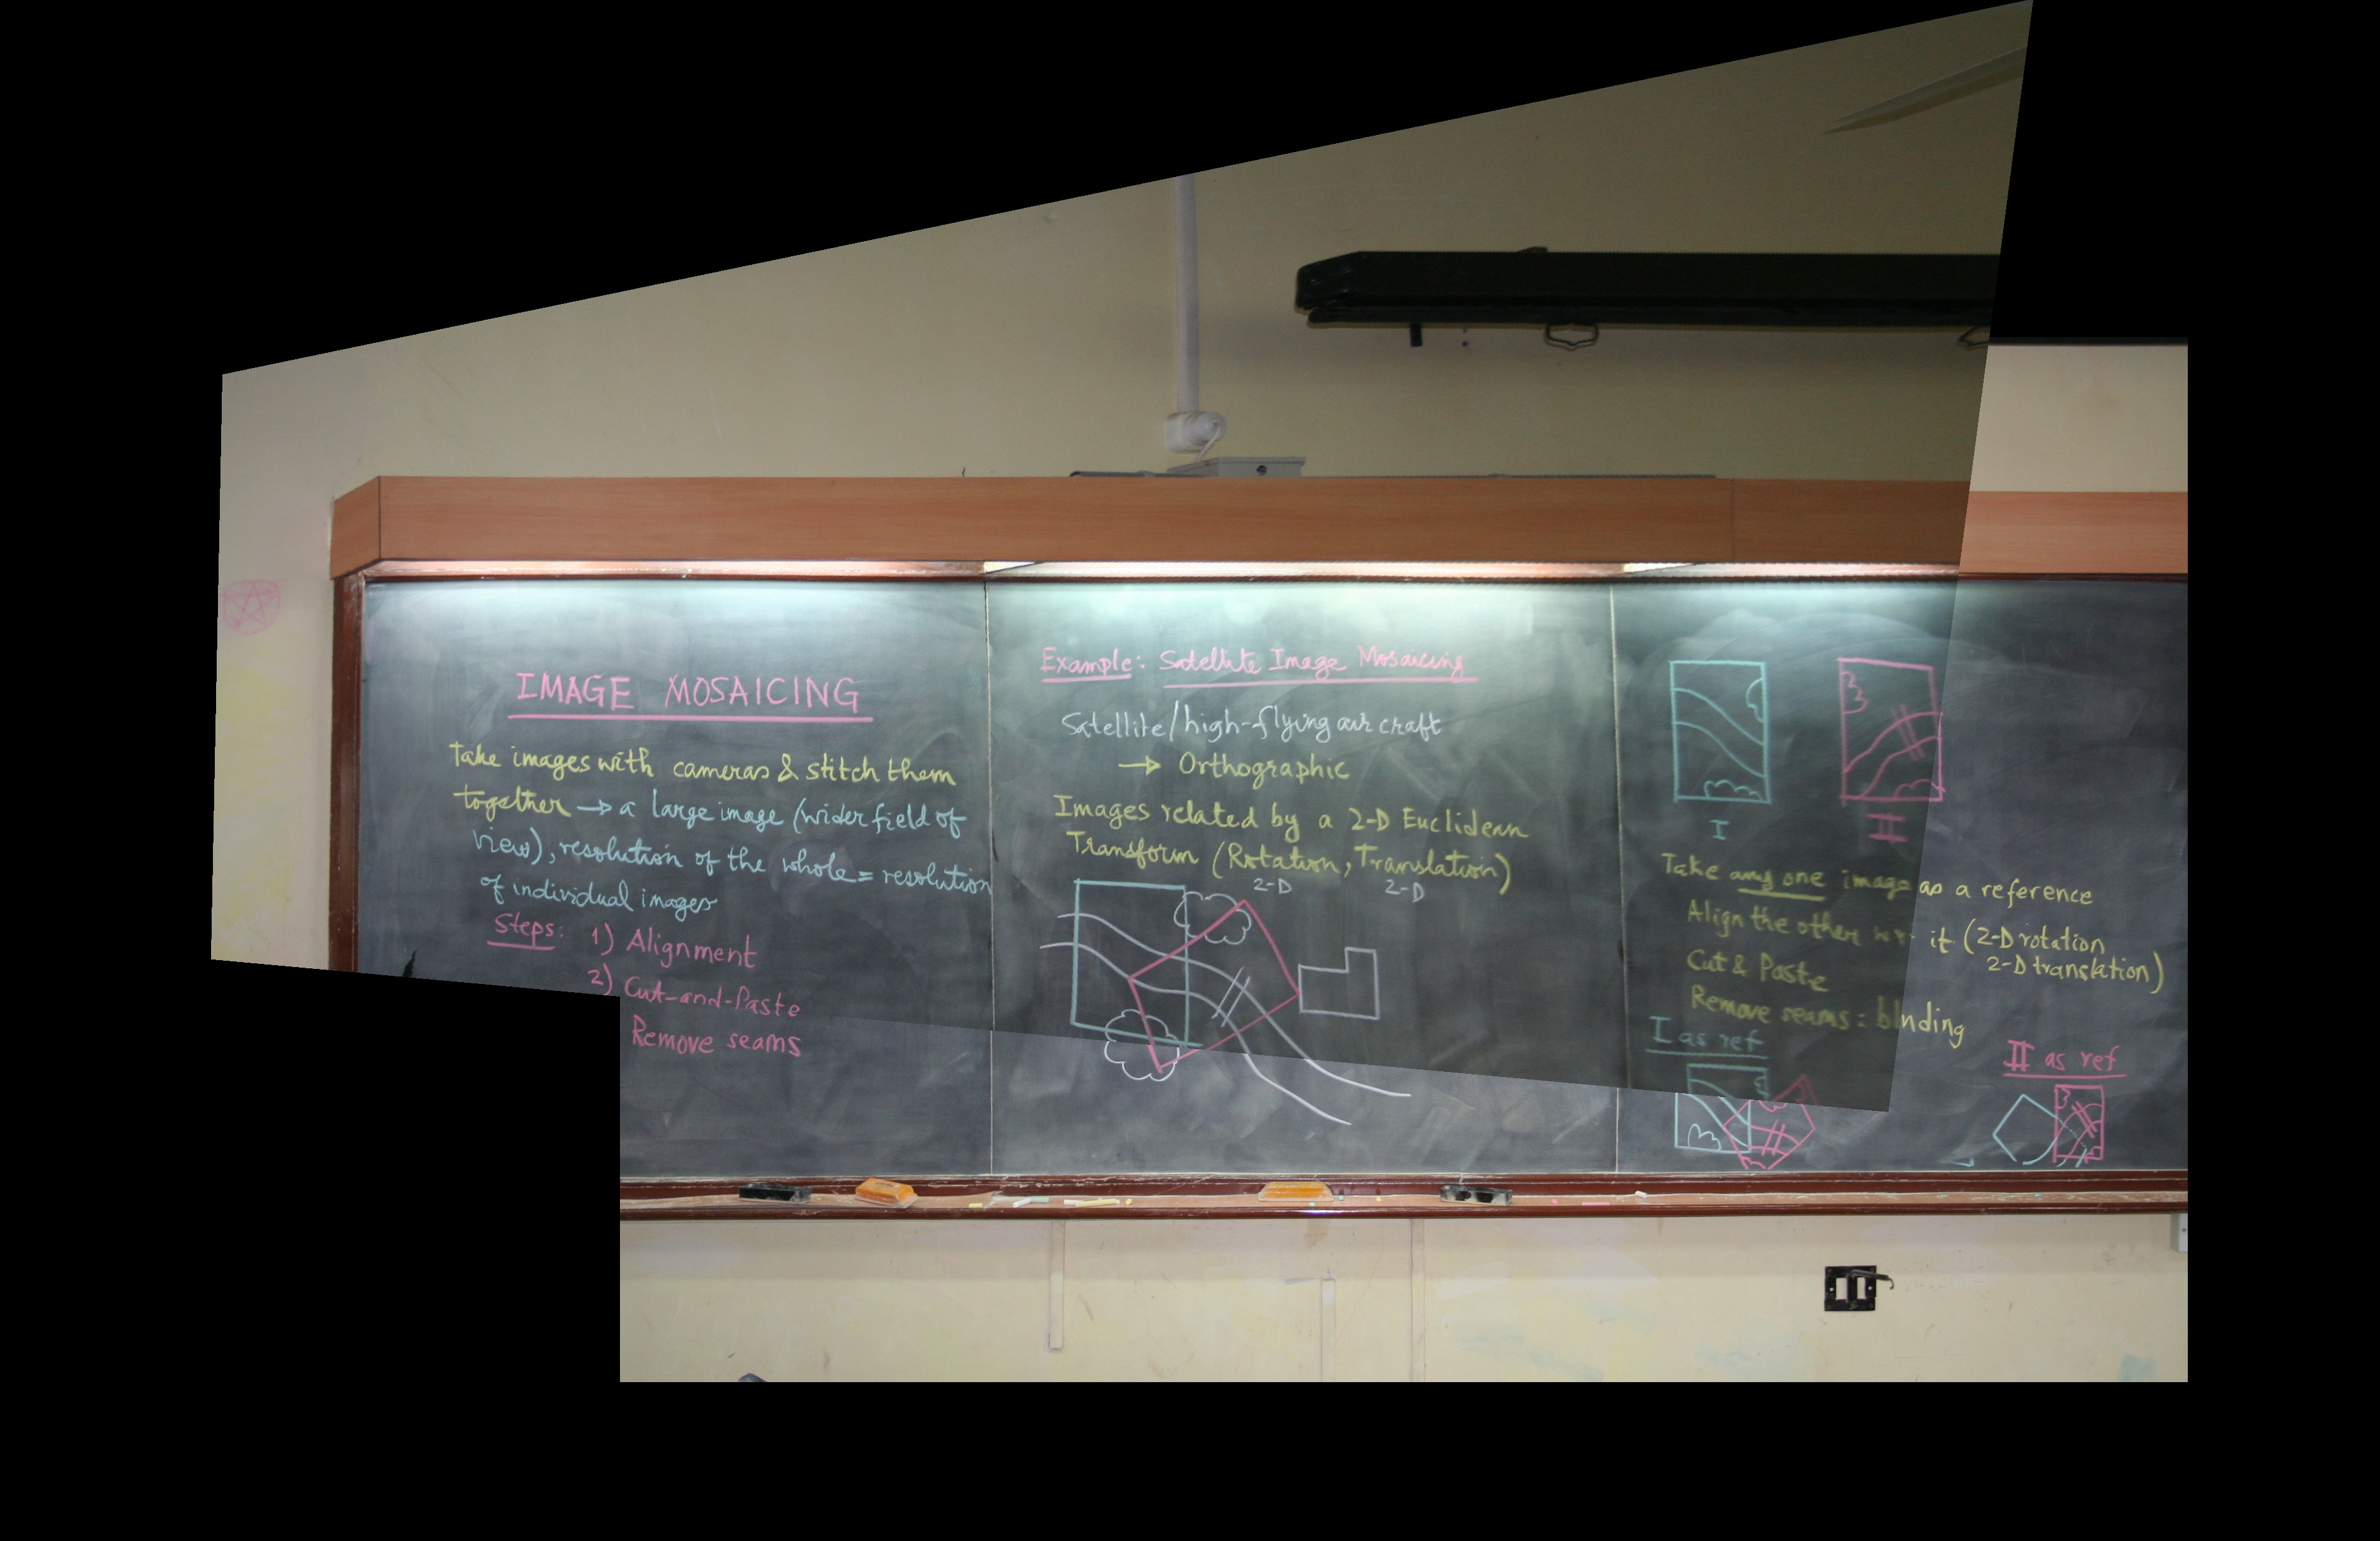 IMAGE MOSAICING
Take images with cameras & stitch them
together → a large image (wider field of
view), resolution of the whole = resolution
of individual images
Steps: 1) Alignment
2) Cut-and-Paste
Remove seams
Example: Satellite Image Mosaicing
Satellite/high-flying air craft
→ Orthographic
Images related by a 2-D Euclidean
Transform (Rotation, Translation)
2-D 2-D
I II
Take any one image as a reference
Align the other it (2-D rotation
2-D translation)
Cut & Paste
Remove seams: blnding
I as ref
II as ref